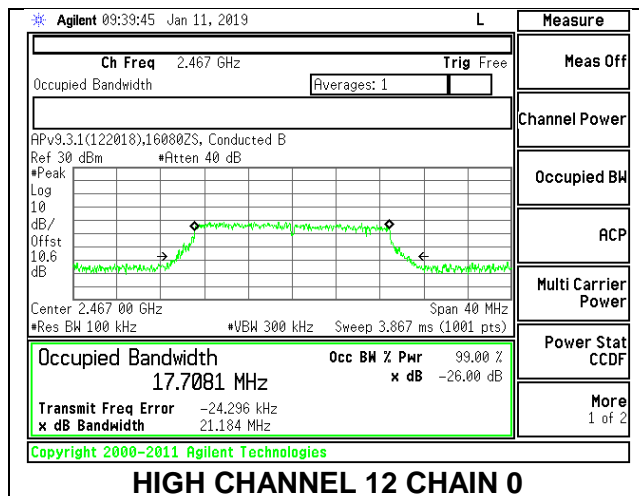 Agilent 09:39:45 Jan 11, 2019 L Measure
Ch Freq 2.467 GHz Trig Free
Meas Off
Occupied Bandwidth Averages: 1
Channel Power
APv9.3.1(122018),16080ZS, Conducted B
Ref 30 dBm #Atten 40 dB
#Peak
Log
10
dB/
Offst
10.6
dB
Occupied BW
ACP
Multi Carrier
Power
Center 2.467 00 GHz Span 40 MHz
#Res BW 100 kHz #VBW 300 kHz Sweep 3.867 ms (1001 pts)
Power Stat
CCDF
Occupied Bandwidth Occ BW % Pwr 99.00 %
17.7081 MHz x dB -26.00 dB
Transmit Freq Error -24.296 kHz
x dB Bandwidth 21.184 MHz
More
1 of 2
Copyright 2000-2011 Agilent Technologies
HIGH CHANNEL 12 CHAIN 0